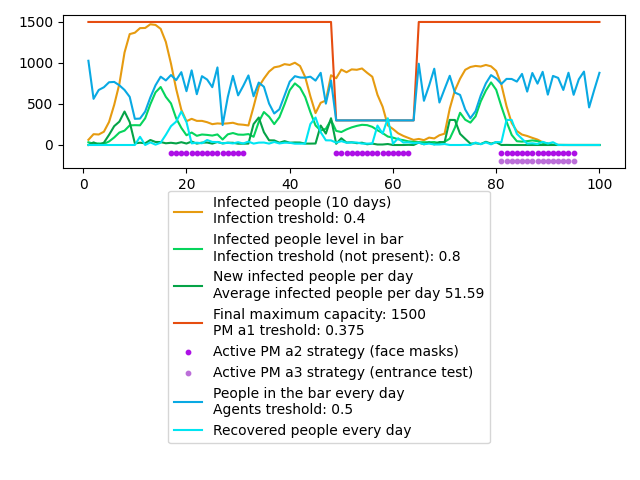 1500
1000
500
0
0
20
40
60
80
100
Infected people (10 days)
Infection treshold: 0.4
Infected people level in bar
Infection treshold (not present): 0.8
New infected people per day
Average infected people per day 51.59
Final maximum capacity: 1500
PM a1 treshold: 0.375
Active PM a2 strategy (face masks)
Active PM a3 strategy (entrance test)
People in the bar every day
Agents treshold: 0.5
Recovered people every day